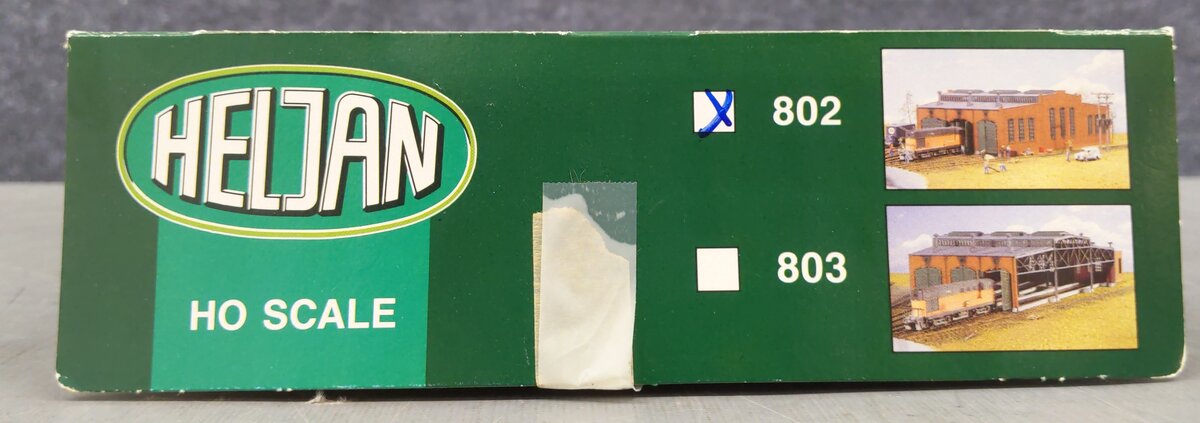 HELJAN
HO SCALE
X 802
803